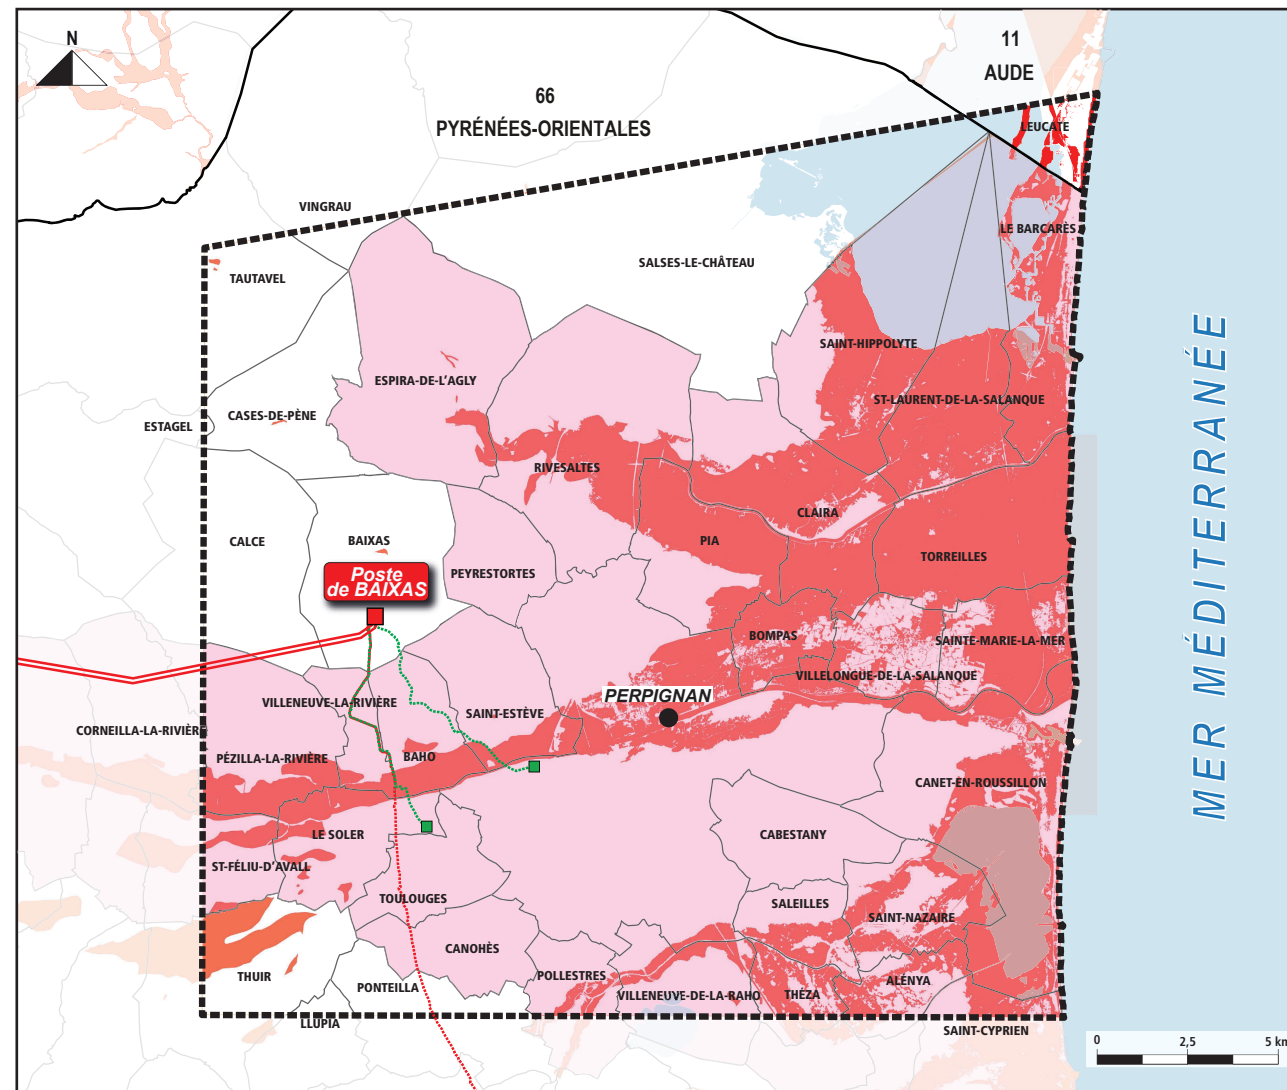 N
11
AUDE
66
PYRÉNÉES-ORIENTALES
LEUCATE
VINGRAU
LE BARCARÈS
SALSES-LE-CHÂTEAU
TAUTAVEL
SAINT-HIPPOLYTE
ESPIRA-DE-L'AGLY
ST-LAURENT-DE-LA-SALANQUE
CASES-DE-PÈNE
ESTAGEL
RIVESALTES
CLAIRA
CALCE
BAIXAS
PIA
TORREILLES
PEYRESTORTES
Poste
de BAIXAS
BOMPAS
SAINTE-MARIE-LA-MER
VILLELONGUE-DE-LA-SALANQUE
PERPIGNAN
VILLENEUVE-LA-RIVIÈRE
SAINT-ESTÈVE
CORNEILLA-LA-RIVIÈRE
PÉZILLA-LA-RIVIÈRE
BAHO
CANET-EN-ROUSSILLON
LE SOLER
CABESTANY
ST-FÉLIU-D'AVALL
TOULOUGES
SALEILLES
SAINT-NAZAIRE
CANOHÈS
THUIR
PONTEILLA
POLLESTRES
VILLENEUVE-DE-LA-RAHO
THÉZA
ALÉNYA
LLUPIA
SAINT-CYPRIEN
MER MÉDITERRANÉE
0 2,5 5 km